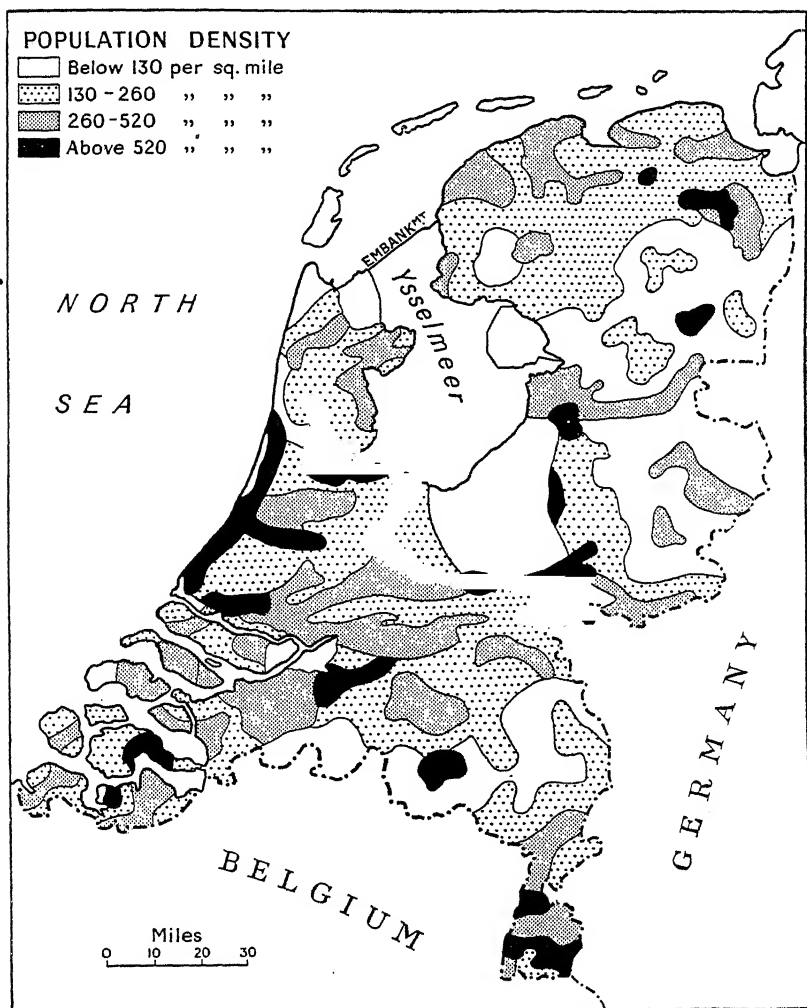 POPULATION DENSITY
Below 130 per sq. mile
130 - 260 „ „ „
260 - 520 „ „ „
Above 520 „ „ „
EMBANKMT
Ysselmeer
NORTH
SEA
GERMANY
BELGIUM
Miles
0 10 20 30